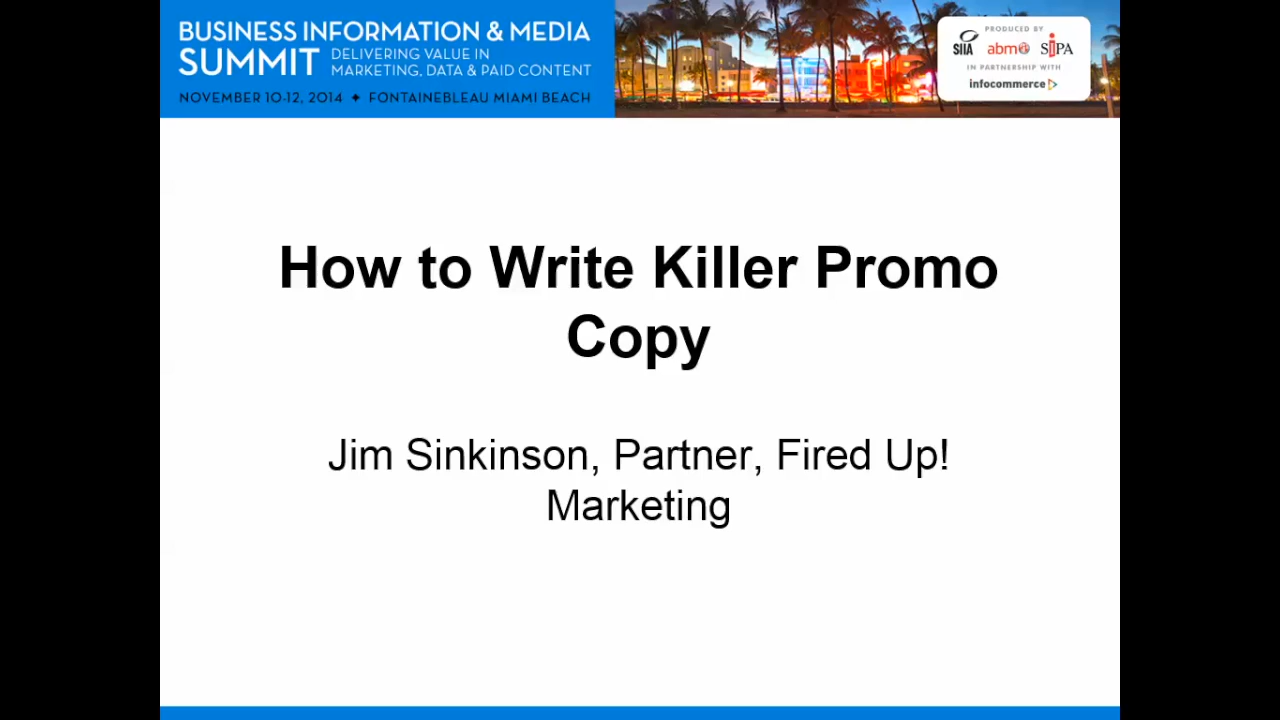 BUSINESS INFORMATION & MEDIA
SUMMIT
DELIVERING VALUE IN
MARKETING, DATA & PAID CONTENT
NOVEMBER 10-12, 2014 ✦ FONTAINEBLEAU MIAMI BEACH
PRODUCED BY
SIIA abm SIPA
IN PARTNERSHIP WITH
infocommerce
How to Write Killer Promo
Copy
Jim Sinkinson, Partner, Fired Up!
Marketing